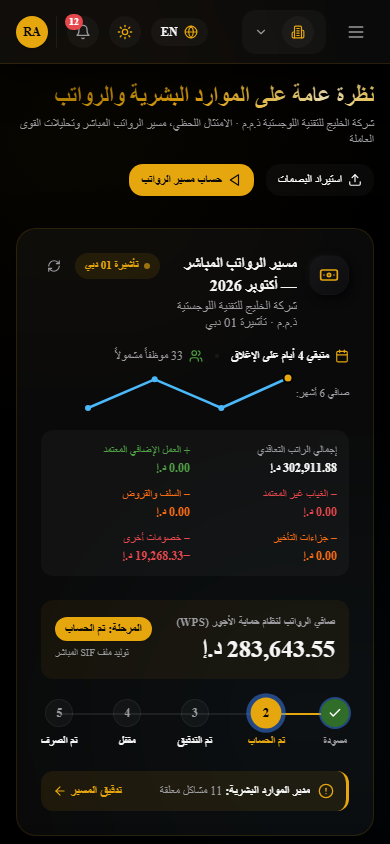 RA
12
EN
نظرة عامة على الموارد البشرية والرواتب
شركة الخليج للتقنية اللوجستية ذ.م.م · الامتثال اللحظي، مسير الرواتب المباشر وتحليلات القوى
العاملة
استيراد البصمات
حساب مسير الرواتب
مسير الرواتب المباشر
— أكتوبر 2026
تأشيرة 01 دبي
شركة الخليج للتقنية اللوجستية
ذ.م.م · تأشيرة 01 دبي
متبقي 4 أيام على الإغلاق
33 موظفاً مشمولاً
صافي 6 أشهر:
إجمالي الراتب التعاقدي
302,911.88 د.إ
+ العمل الإضافي المعتمد
0.00 د.إ
− الغياب غير المعتمد
0.00 د.إ
− السلف والقروض
0.00 د.إ
− جزاءات التأخير
0.00 د.إ
− خصومات أخرى
−19,268.33 د.إ
صافي الرواتب لنظام حماية الأجور (WPS)
283,643.55 د.إ
المرحلة: تم الحساب
توليد ملف SIF المباشر
مسودة
2
تم الحساب
3
تم التدقيق
4
مقفل
5
تم الصرف
مدير الموارد البشرية: 11 مشاكل معلقة
تدقيق المسير ←